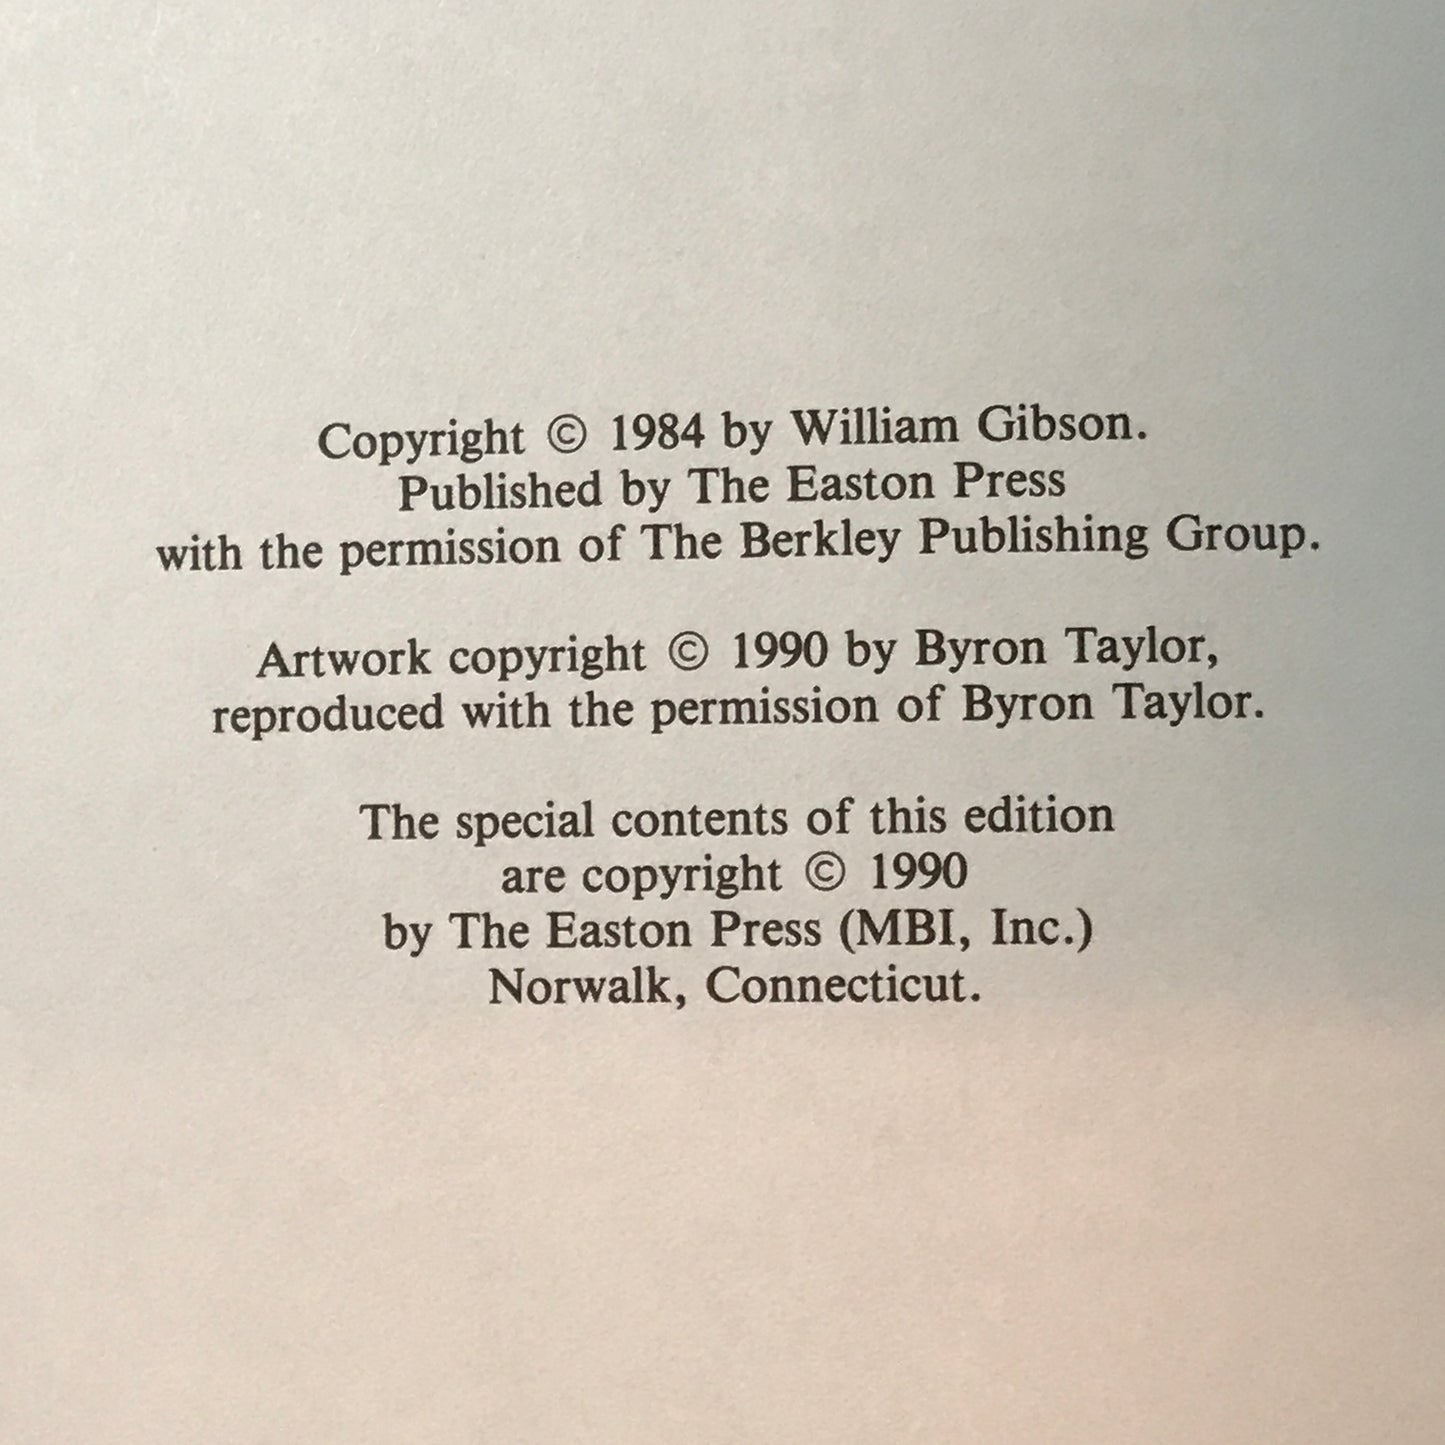 Copyright © 1984 by William Gibson.
Published by The Easton Press
with the permission of The Berkley Publishing Group.
Artwork copyright © 1990 by Byron Taylor,
reproduced with the permission of Byron Taylor.
The special contents of this edition
are copyright © 1990
by The Easton Press (MBI, Inc.)
Norwalk, Connecticut.